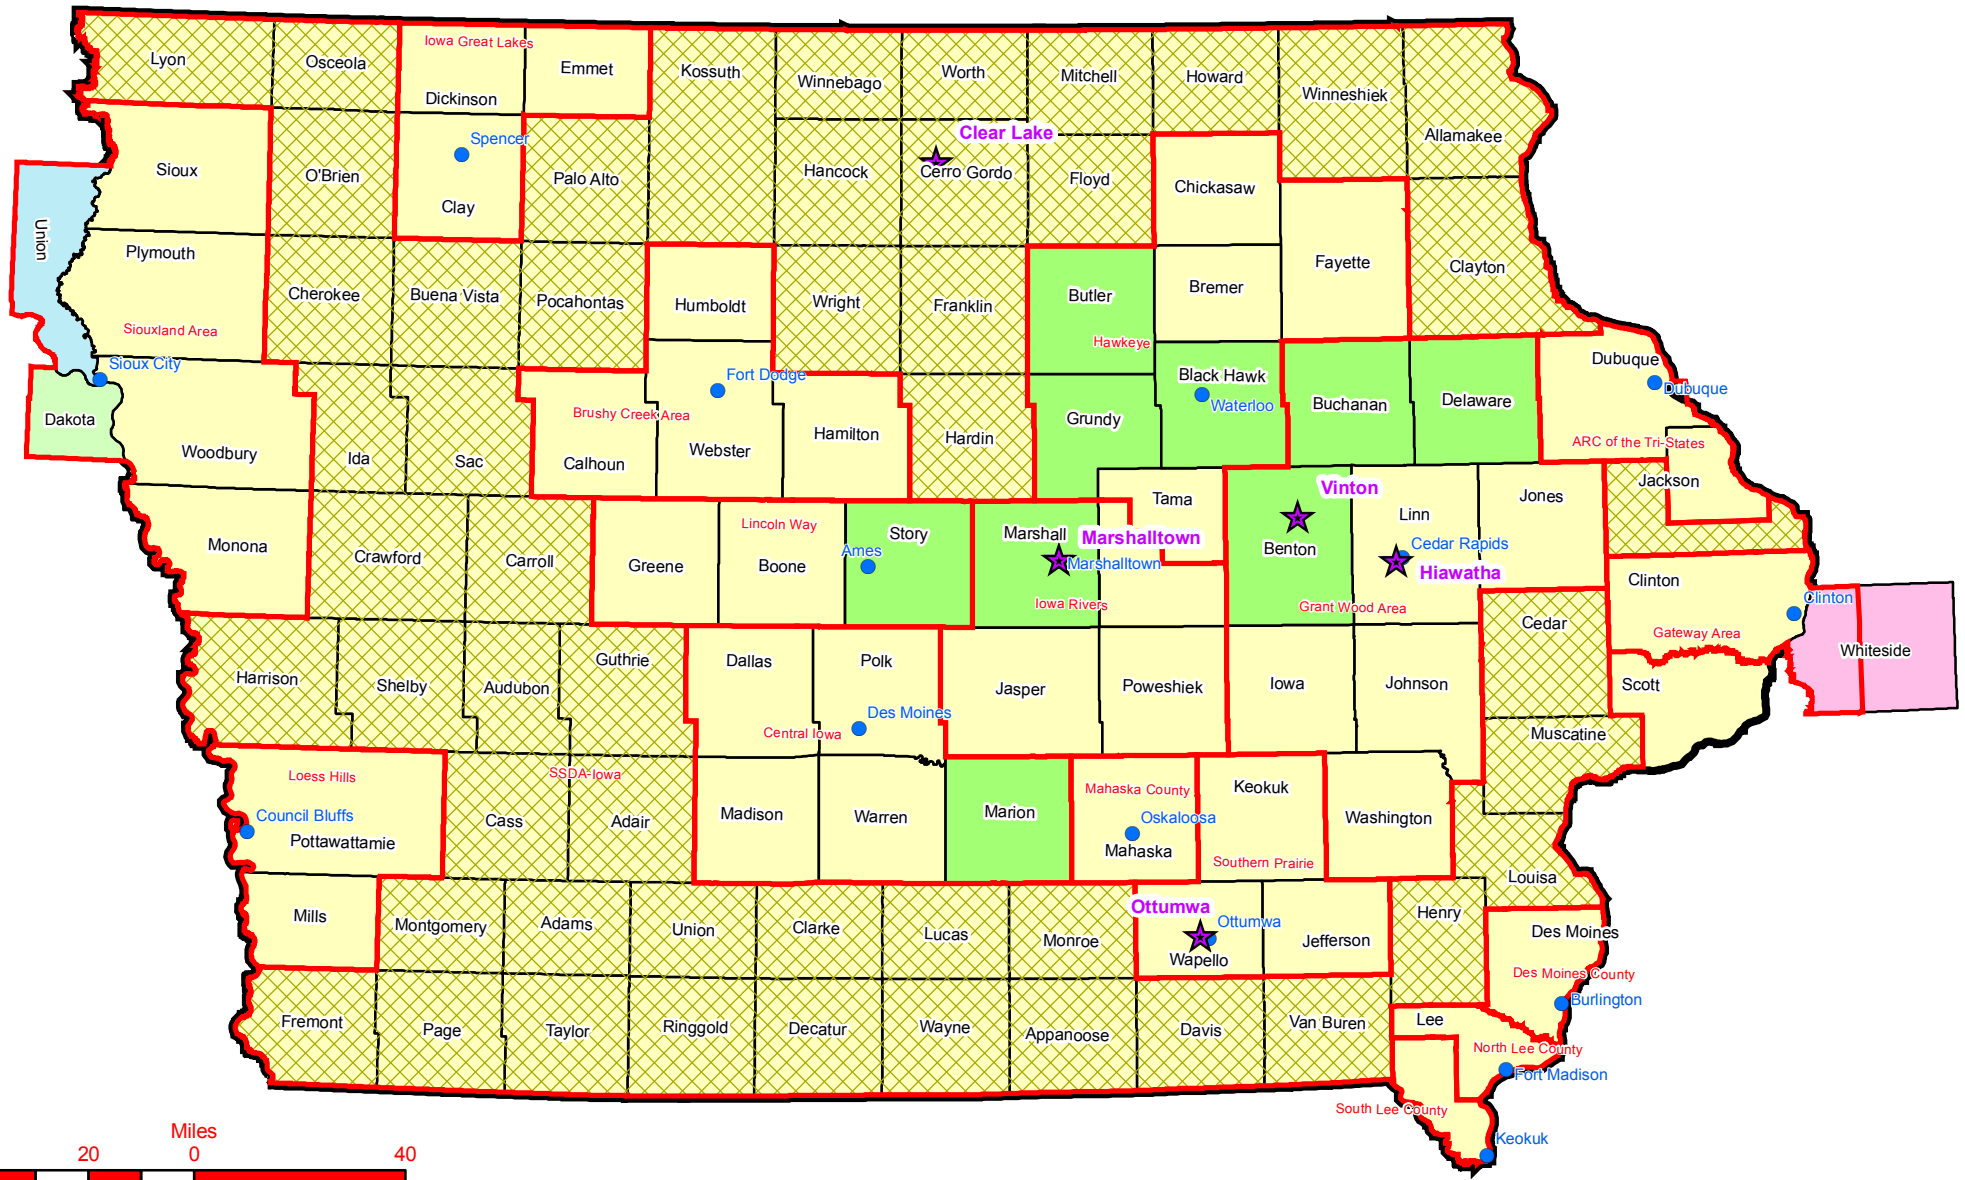 Lyon
Osceola
Iowa Great Lakes
Dickinson
Emmet
Kossuth
Winnebago
Worth
Mitchell
Howard
Winneshiek
Allamakee
Sioux
O'Brien
Spencer
Clay
Palo Alto
Hancock
Clear Lake
Cerro Gordo
Floyd
Chickasaw
Union
Plymouth
Siouxland Area
Cherokee
Buena Vista
Pocahontas
Humboldt
Wright
Franklin
Butler
Hawkeye
Bremer
Fayette
Clayton
Sioux City
Dakota
Woodbury
Ida
Sac
Brushy Creek Area
Calhoun
Fort Dodge
Webster
Hamilton
Hardin
Grundy
Black Hawk
Waterloo
Buchanan
Delaware
Dubuque
Dubuque
ARC of the Tri-States
Jackson
Monona
Crawford
Carroll
Greene
Lincoln Way
Boone
Ames
Story
Marshall
Marshalltown
Marshalltown
Iowa Rivers
Tama
Vinton
Benton
Linn
Cedar Rapids
Hiawatha
Grant Wood Area
Jones
Clinton
Clinton
Gateway Area
Whiteside
Harrison
Shelby
Audubon
Guthrie
Dallas
Polk
Des Moines
Central Iowa
Jasper
Poweshiek
Iowa
Johnson
Cedar
Scott
Muscatine
Loess Hills
Council Bluffs
Pottawattamie
SSDA-Iowa
Cass
Adair
Madison
Warren
Marion
Mahaska County
Oskaloosa
Mahaska
Keokuk
Southern Prairie
Washington
Louisa
Mills
Montgomery
Adams
Union
Clarke
Lucas
Monroe
Ottumwa
Ottumwa
Wapello
Jefferson
Henry
Des Moines
Des Moines County
Burlington
Fremont
Page
Taylor
Ringgold
Decatur
Wayne
Appanoose
Davis
Van Buren
Lee
North Lee County
Fort Madison
South Lee County
Keokuk
Miles
20 0 40